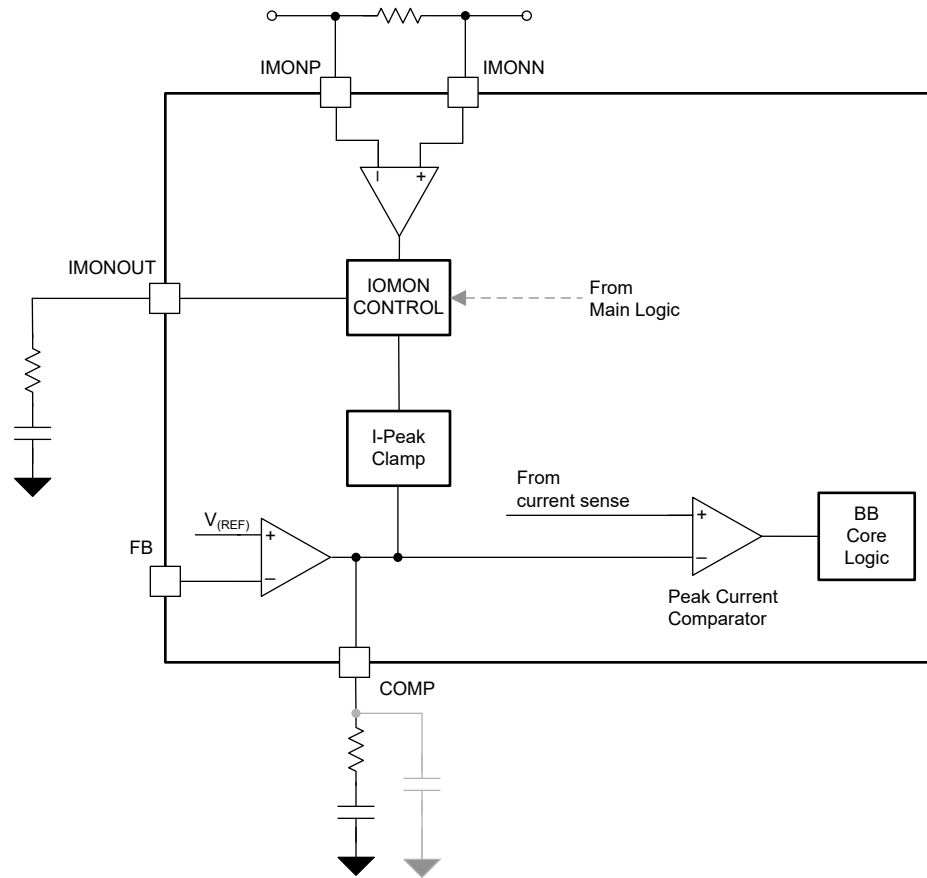 IMONP
IMONN
I
+
IMONOUT
IOMON
CONTROL
From
Main Logic
I-Peak
Clamp
From
current sense
V(REF)
+
−
FB
+
−
BB
Core
Logic
Peak Current
Comparator
COMP